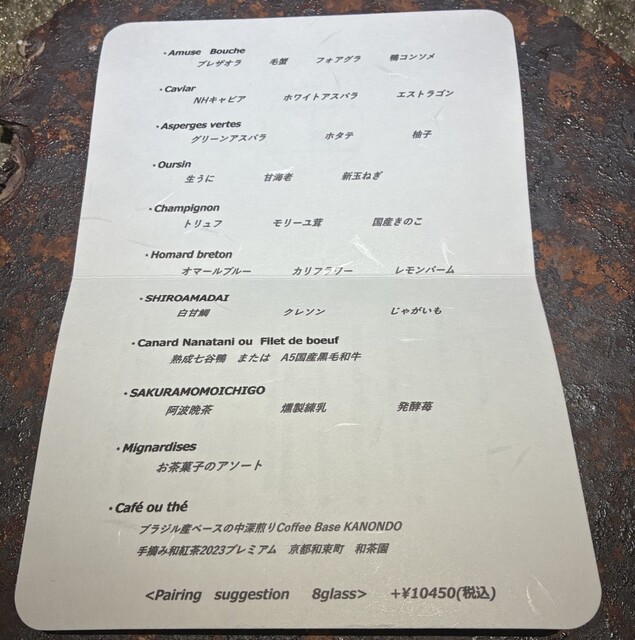 ・Amuse Bouche
ブレザオラ 毛蟹 フォアグラ 鴨コンソメ
・Caviar
NHキャビア ホワイトアスパラ エストラゴン
・Asperges vertes
グリーンアスパラ ホタテ 柚子
・Oursin
生うに 甘海老 新玉ねぎ
・Champignon
トリュフ モリーユ茸 国産きのこ
・Homard breton
オマールブルー カリフラワー レモンバーム
・SHIROAMADAI
白甘鯛 クレソン じゃがいも
・Canard Nanatani ou Filet de boeuf
熟成七谷鴨 または A5国産黒毛和牛
・SAKURAMOMOICHIGO
阿波晩茶 燻製練乳 発酵苺
・Mignardises
お茶菓子のアソート
・Café ou thé
ブラジル産ベースの中深煎りCoffee Base KANONDO
手摘み和紅茶2023プレミアム 京都和束町 和茶園
<Pairing suggestion 8glass> +¥10450(税込)